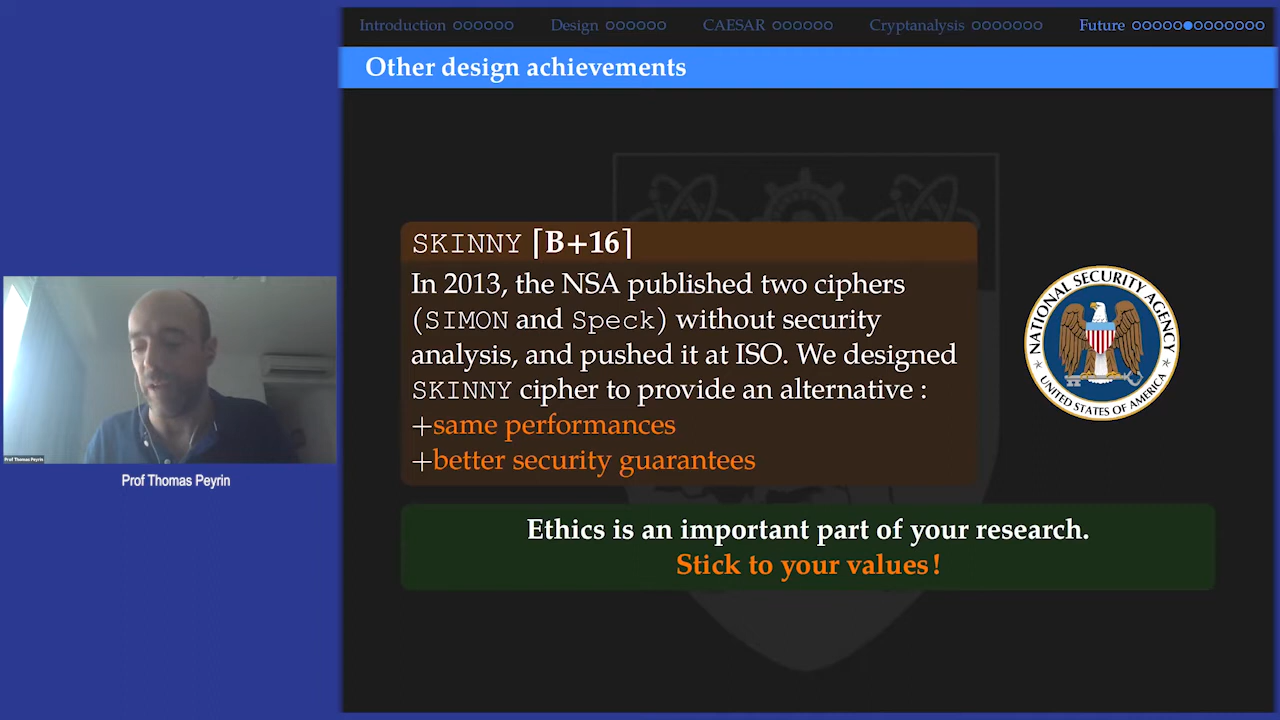 Introduction Design CAESAR Cryptanalysis Future
Other design achievements
SKINNY ⌈B+16⌉
In 2013, the NSA published two ciphers
(SIMON and Speck) without security
analysis, and pushed it at ISO. We designed
SKINNY cipher to provide an alternative :
+same performances
+better security guarantees
NATIONAL SECURITY AGENCY
UNITED STATES OF AMERICA
Ethics is an important part of your research.
Stick to your values !
Prof Thomas Peyrin
Prof Thomas Peyrin